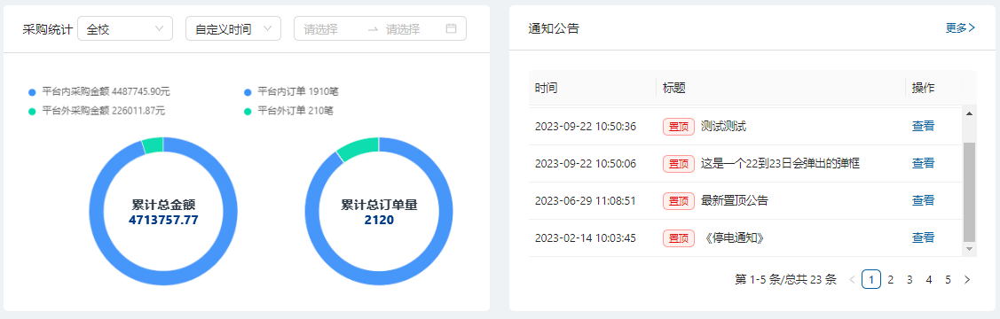 采购统计 全校 自定义时间 请选择 请选择
平台内采购金额 4487745.90元
平台外采购金额 226011.87元
平台内订单 1910笔
平台外订单 210笔
累计总金额
4713757.77
累计总订单量
2120
通知公告 更多
时间 标题 操作
2023-09-22 10:50:36 置顶 测试测试 查看
2023-09-22 10:50:06 置顶 这是一个22到23日会弹出的弹框 查看
2023-06-29 11:08:51 置顶 最新置顶公告 查看
2023-02-14 10:03:45 置顶 《停电通知》 查看
第 1-5 条/总共 23 条 1 2 3 4 5